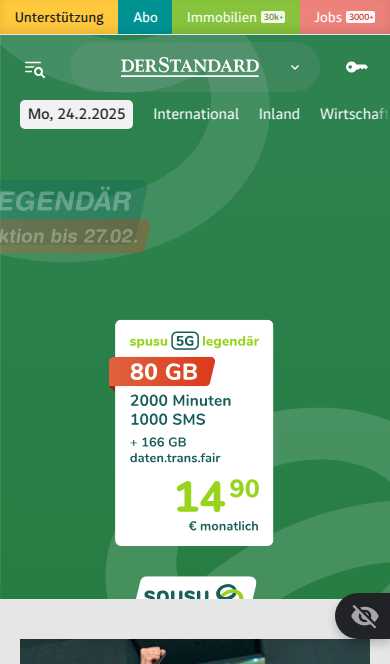 Unterstützung Abo Immobilien 30k+ Jobs 3000+
DERSTANDARD
Mo, 24.2.2025 International Inland Wirtschaft
EGENDÄR
ktion bis 27.02.
spusu 5G legendär
80 GB
2000 Minuten
1000 SMS
+ 166 GB
daten.trans.fair
14 90
€ monatlich
spusu